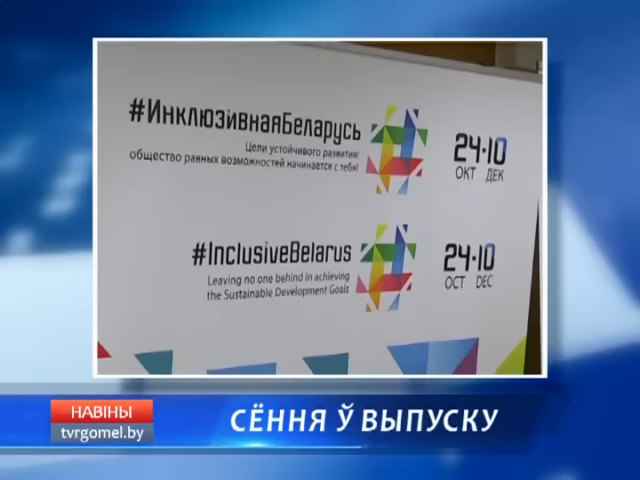 #ИнклюзивнаяБеларусь
Цели устойчивого развития:
общество равных возможностей начинается с тебя!
24-10
ОКТ ДЕК
#InclusiveBelarus
Leaving no one behind in achieving
the Sustainable Development Goals
24-10
OCT DEC
НАВІНЫ
tvrgomel.by
СЁННЯ Ў ВЫПУСКУ